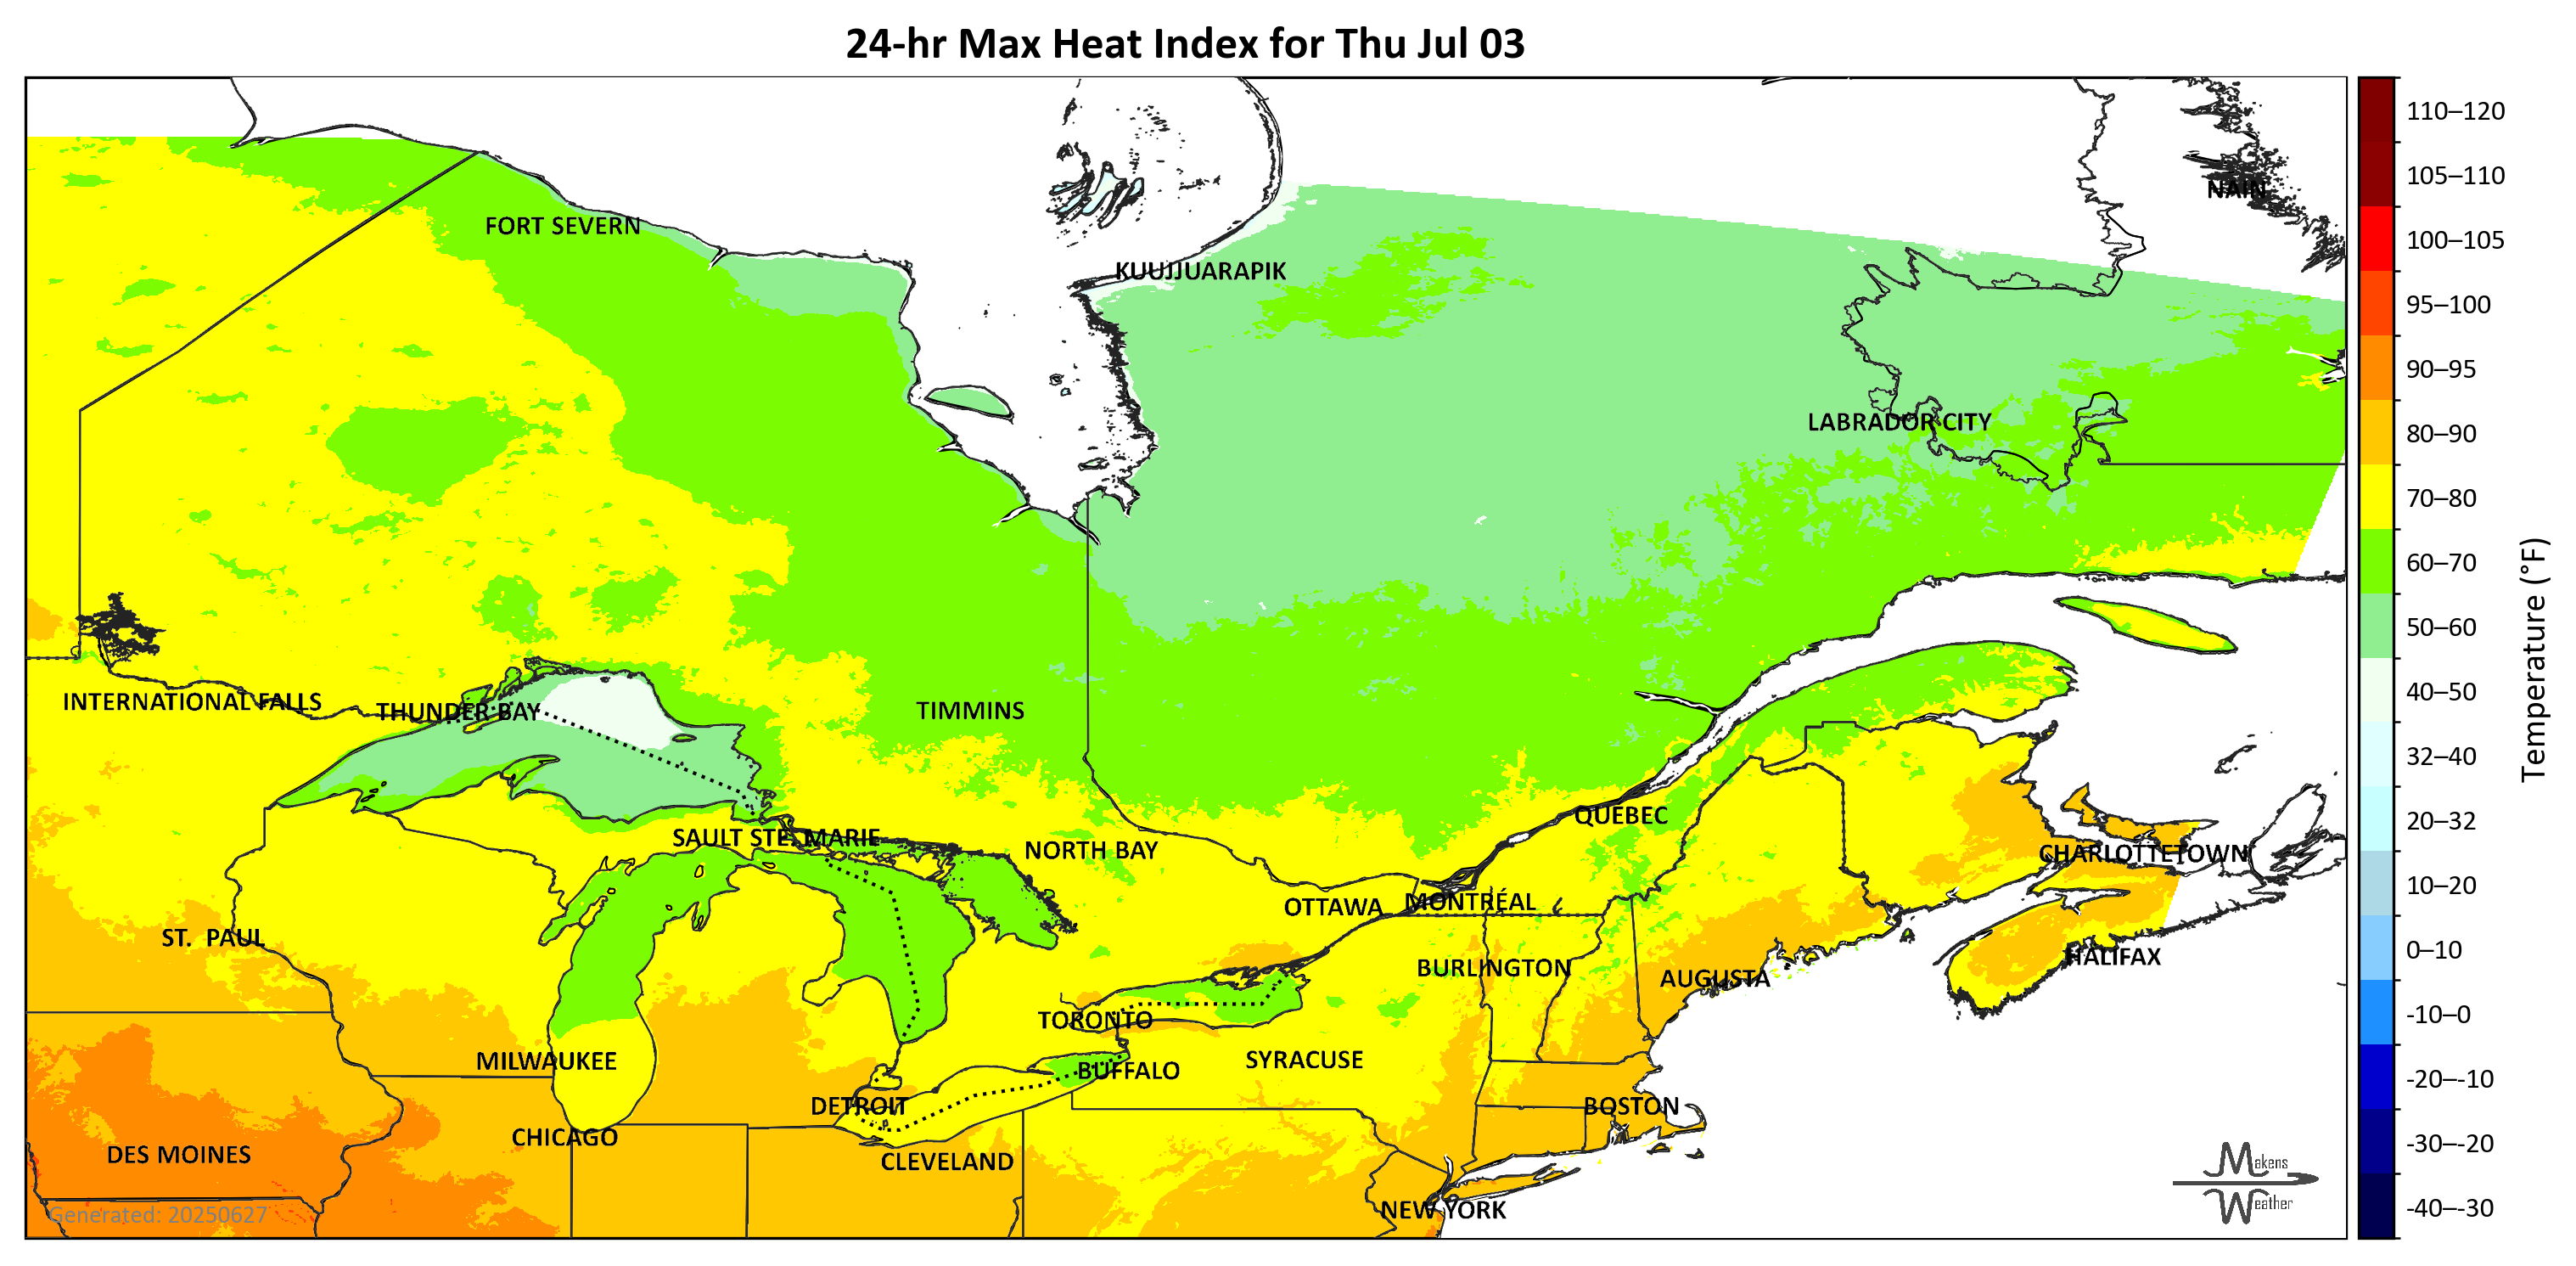 24-hr Max Heat Index for Thu Jul 03
110–120
105–110
NAIN
FORT SEVERN
100–105
KUUJJUARAPIK
95–100
90–95
LABRADOR CITY
80–90
70–80
60–70
50–60
40–50
Temperature (°F)
INTERNATIONAL FALLS
THUNDER BAY
TIMMINS
32–40
QUÉBEC
20–32
SAULT STE. MARIE
NORTH BAY
CHARLOTTETOWN
10–20
OTTAWA
MONTRÉAL
ST. PAUL
0–10
HALIFAX
BURLINGTON
AUGUSTA
-10–0
TORONTO
MILWAUKEE
SYRACUSE
BUFFALO
-20–-10
DETROIT
BOSTON
CHICAGO
-30–-20
DES MOINES
CLEVELAND
Makens
Weather
NEW YORK
-40–-30
Generated: 20250627